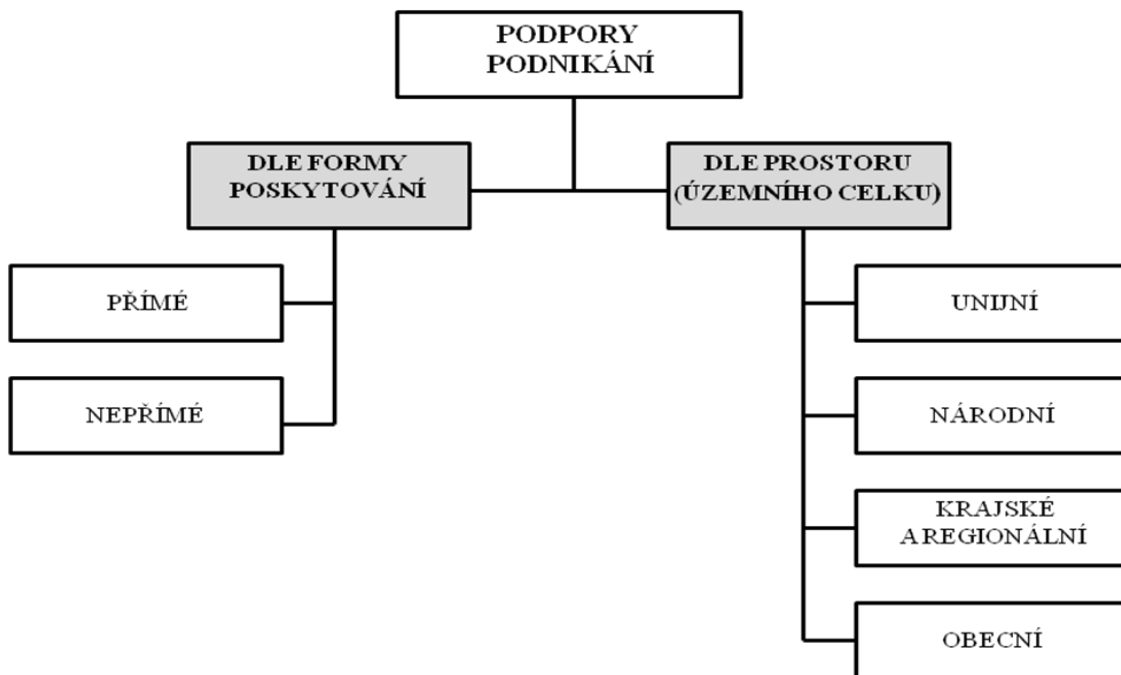 PODPORY
PODNIKÁNÍ
DLE FORMY
POSKYTOVÁNÍ
DLE PROSTORU
(ÚZEMNÍHO CELKU)
PŘÍMÉ
NEPŘÍMÉ
UNIJNÍ
NÁRODNÍ
KRAJSKÉ
A REGIONÁLNÍ
OBECNÍ